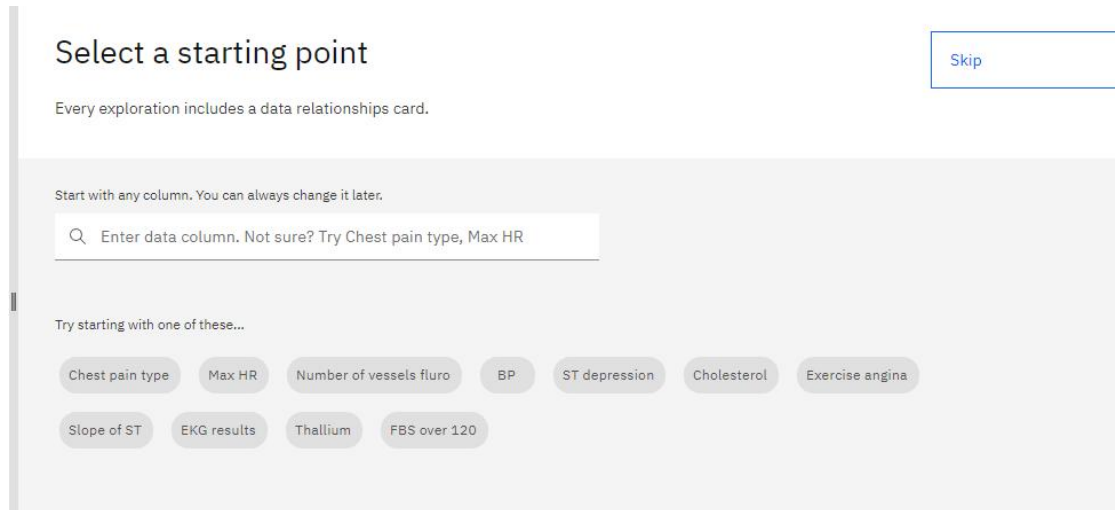 Select a starting point
Skip
Every exploration includes a data relationships card.
Start with any column. You can always change it later.
Enter data column. Not sure? Try Chest pain type, Max HR
Try starting with one of these...
Chest pain type Max HR Number of vessels fluro BP ST depression Cholesterol Exercise angina
Slope of ST EKG results Thallium FBS over 120